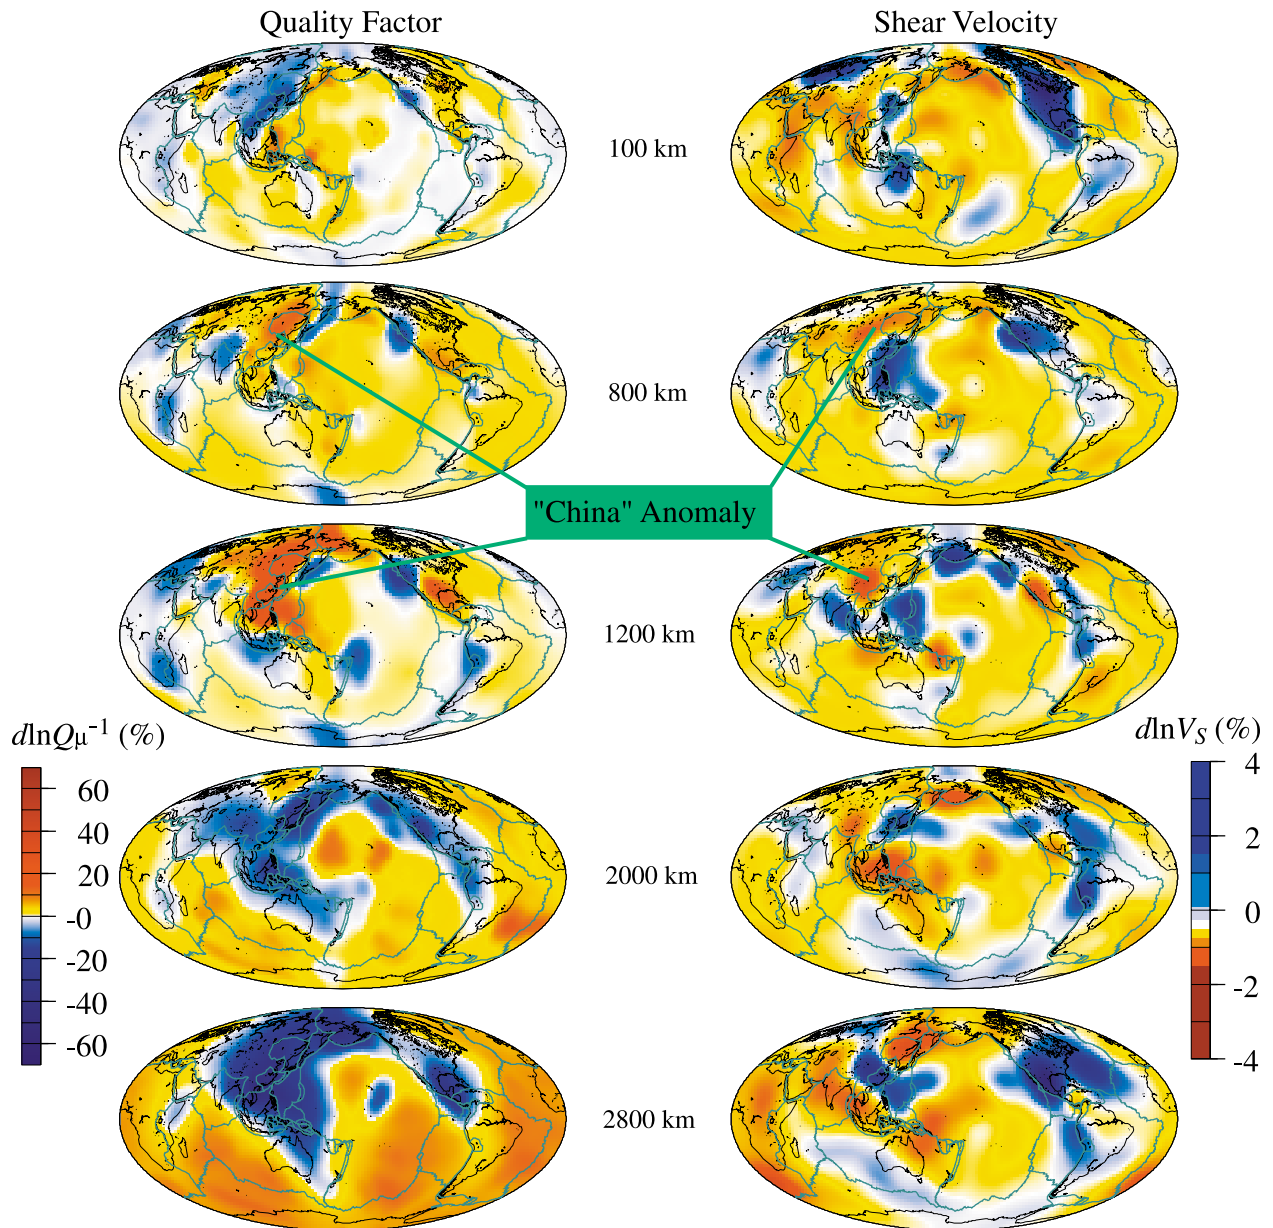 Quality Factor
Shear Velocity
100 km
800 km
"China" Anomaly
1200 km
dlnQμ⁻¹ (%)
60
40
20
-0
-20
-40
-60
dlnV_S (%)
4
2
0
-2
-4
2000 km
2800 km